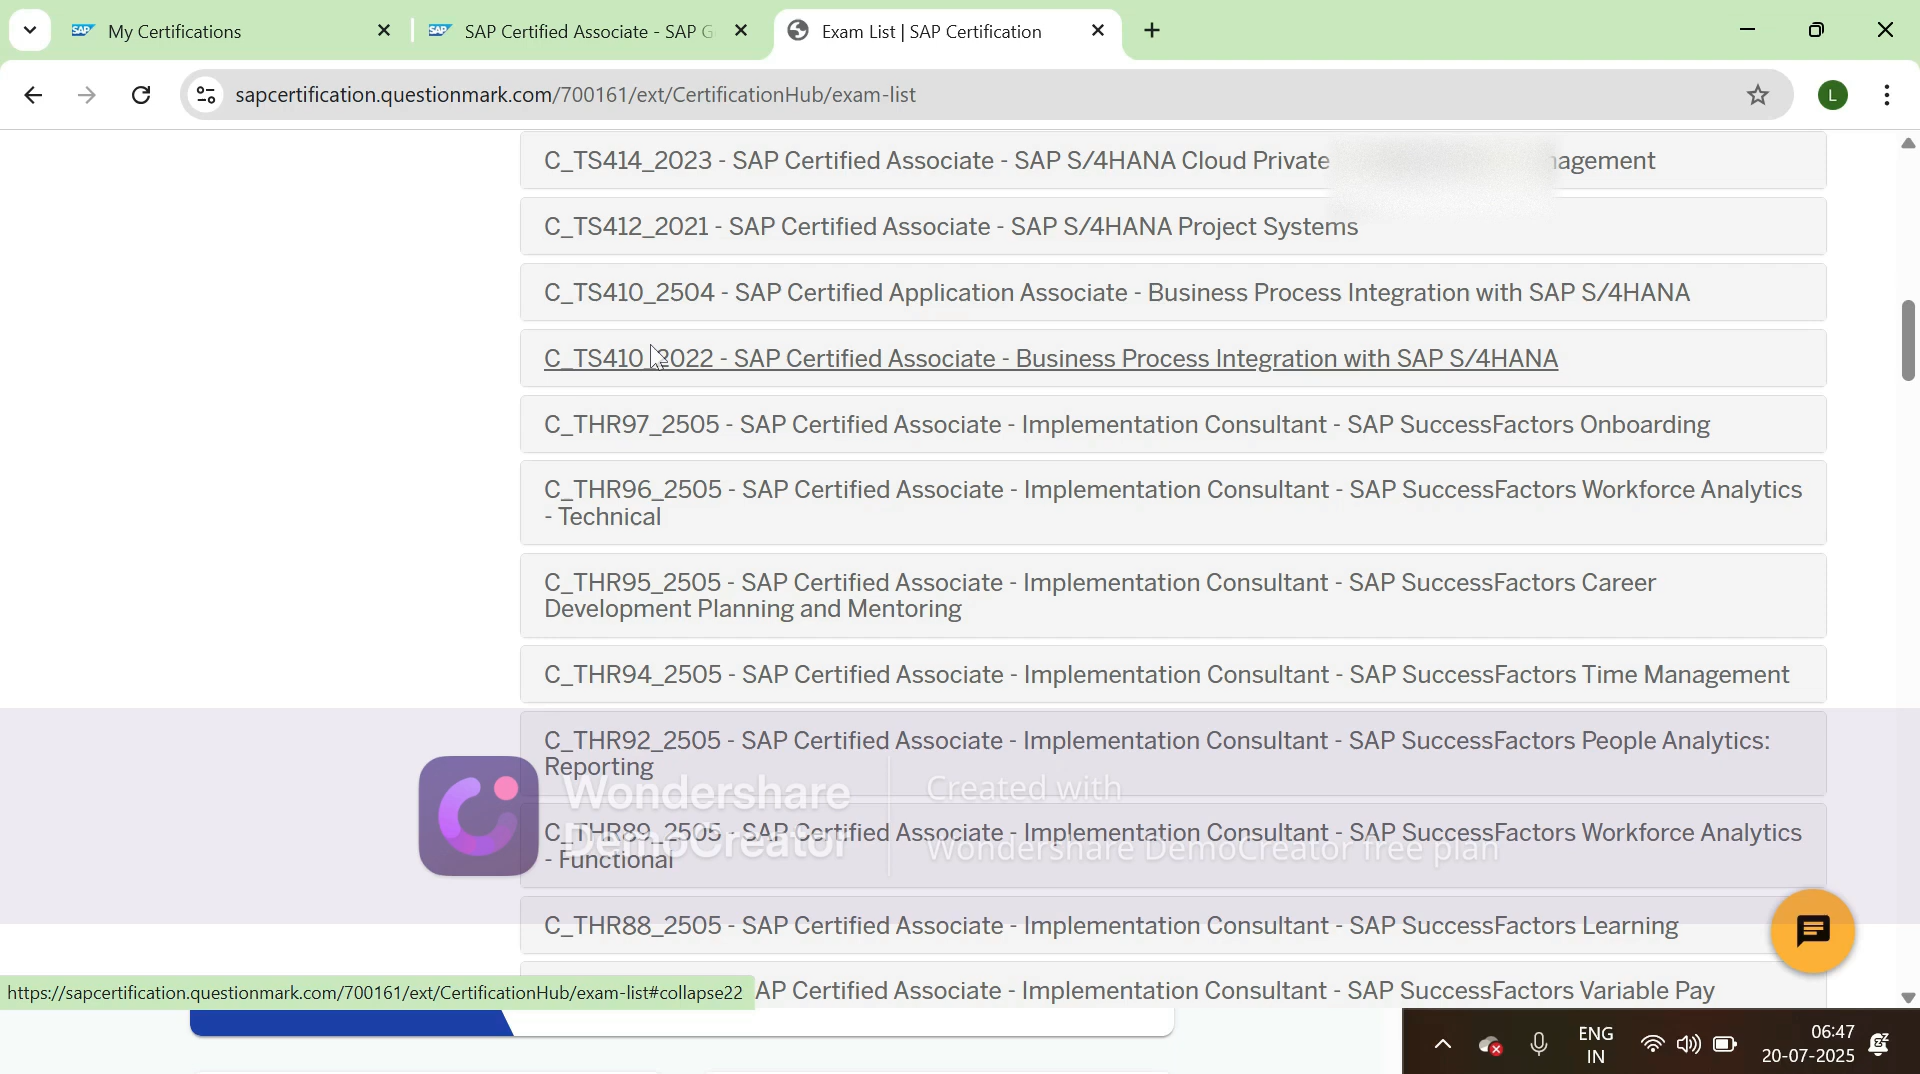 My Certifications
SAP Certified Associate - SAP G
Exam List | SAP Certification
sapcertification.questionmark.com/700161/ext/CertificationHub/exam-list
L
C_TS414_2023 - SAP Certified Associate - SAP S/4HANA Cloud Private nagement
C_TS412_2021 - SAP Certified Associate - SAP S/4HANA Project Systems
C_TS410_2504 - SAP Certified Application Associate - Business Process Integration with SAP S/4HANA
C_TS410_2022 - SAP Certified Associate - Business Process Integration with SAP S/4HANA
C_THR97_2505 - SAP Certified Associate - Implementation Consultant - SAP SuccessFactors Onboarding
C_THR96_2505 - SAP Certified Associate - Implementation Consultant - SAP SuccessFactors Workforce Analytics
- Technical
C_THR95_2505 - SAP Certified Associate - Implementation Consultant - SAP SuccessFactors Career
Development Planning and Mentoring
C_THR94_2505 - SAP Certified Associate - Implementation Consultant - SAP SuccessFactors Time Management
C_THR92_2505 - SAP Certified Associate - Implementation Consultant - SAP SuccessFactors People Analytics:
Reporting
Wondershare
DemoCreator
Created with
Wondershare DemoCreator free plan
C_THR89_2505 - SAP Certified Associate - Implementation Consultant - SAP SuccessFactors Workforce Analytics
- Functional
C_THR88_2505 - SAP Certified Associate - Implementation Consultant - SAP SuccessFactors Learning
AP Certified Associate - Implementation Consultant - SAP SuccessFactors Variable Pay
https://sapcertification.questionmark.com/700161/ext/CertificationHub/exam-list#collapse22
ENG
IN
06:47
20-07-2025